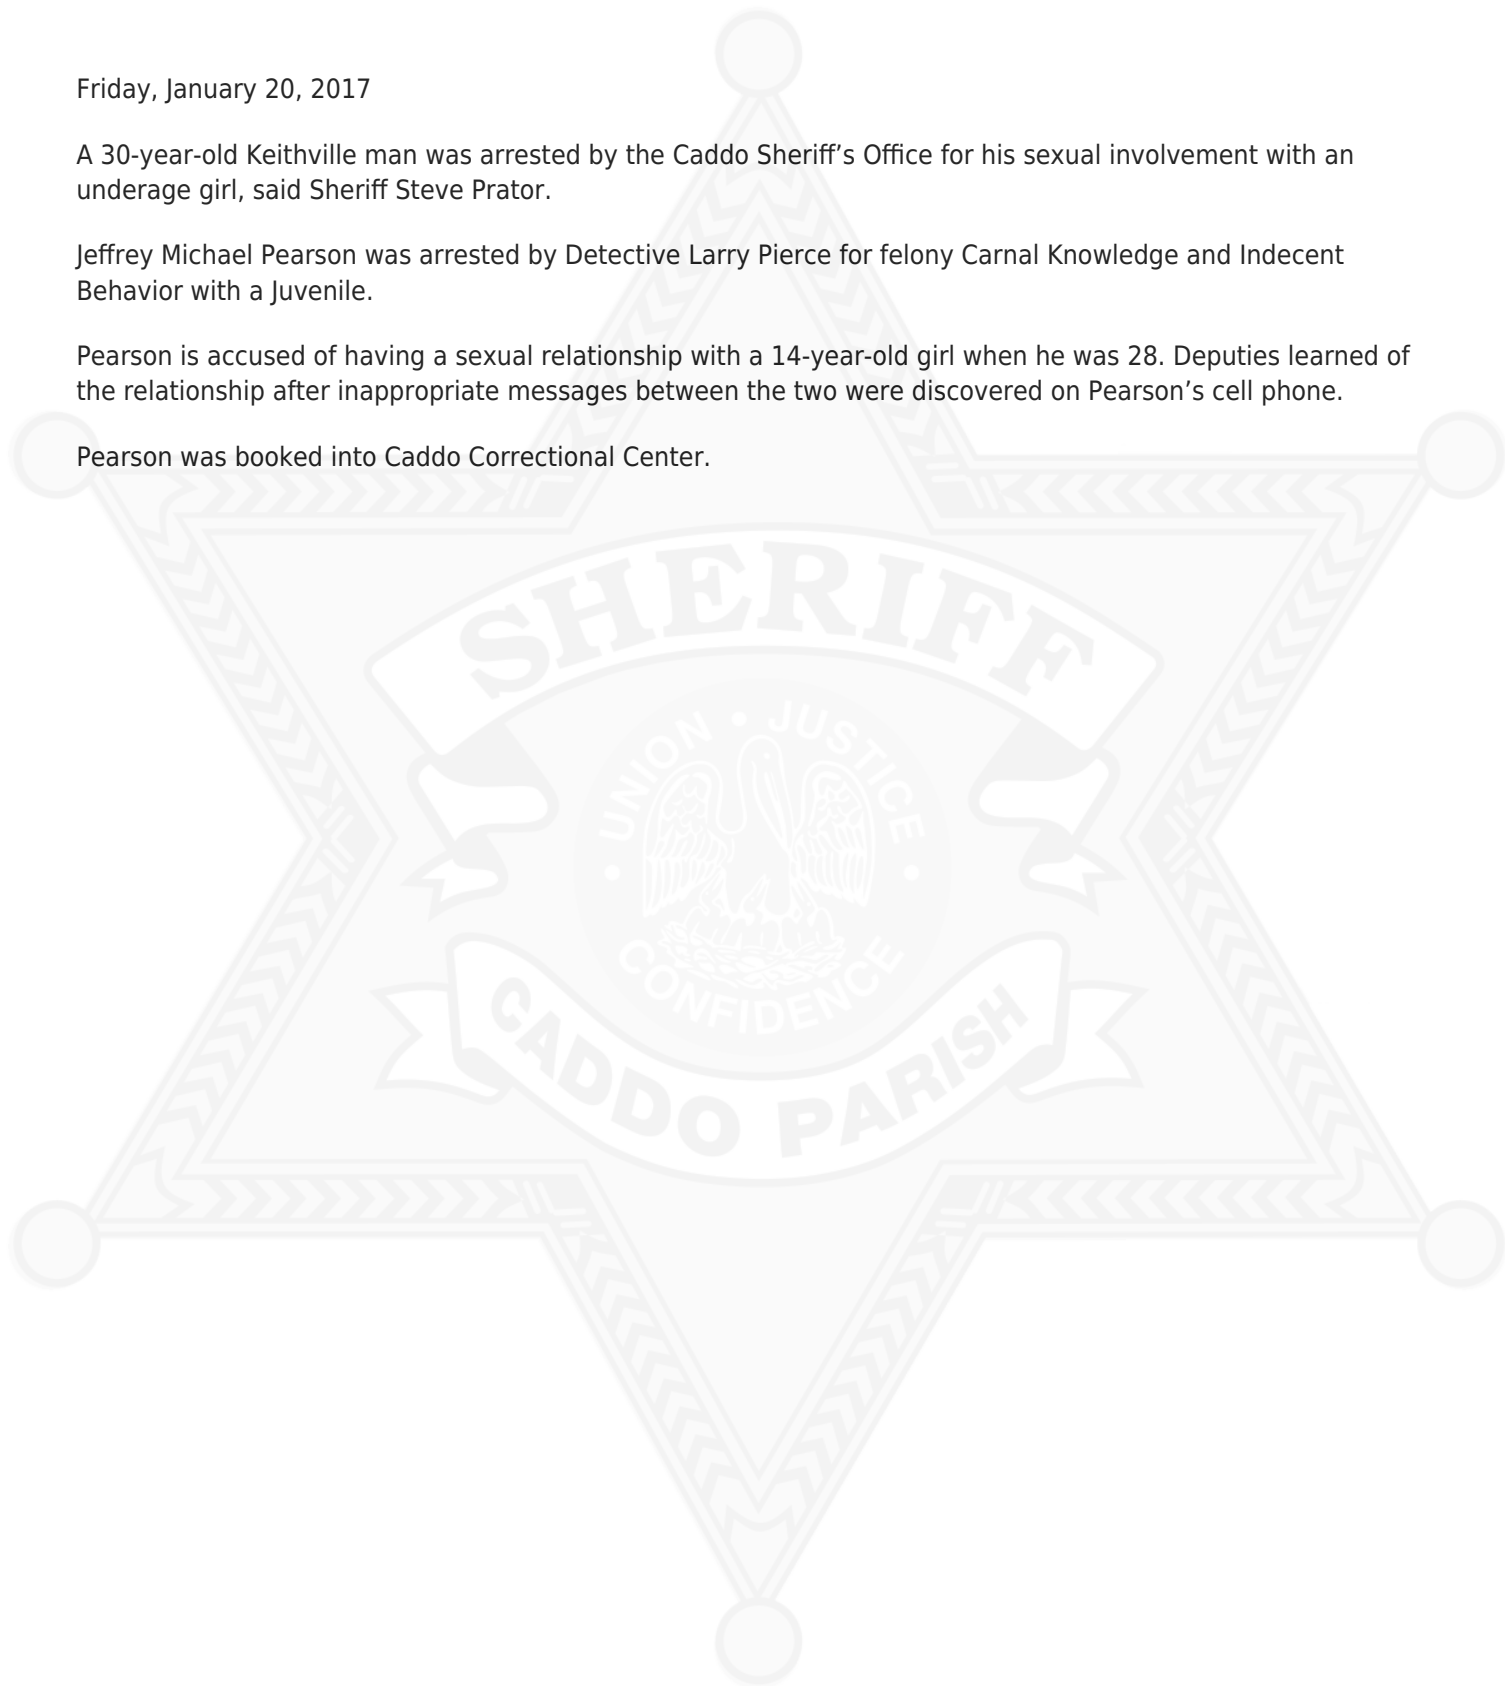 Friday, January 20, 2017
A 30-year-old Keithville man was arrested by the Caddo Sheriff’s Office for his sexual involvement with an
underage girl, said Sheriff Steve Prator.
Jeffrey Michael Pearson was arrested by Detective Larry Pierce for felony Carnal Knowledge and Indecent
Behavior with a Juvenile.
Pearson is accused of having a sexual relationship with a 14-year-old girl when he was 28. Deputies learned of
the relationship after inappropriate messages between the two were discovered on Pearson’s cell phone.
Pearson was booked into Caddo Correctional Center.
SHERIFF
UNION • JUSTICE
• CONFIDENCE •
CADDO PARISH